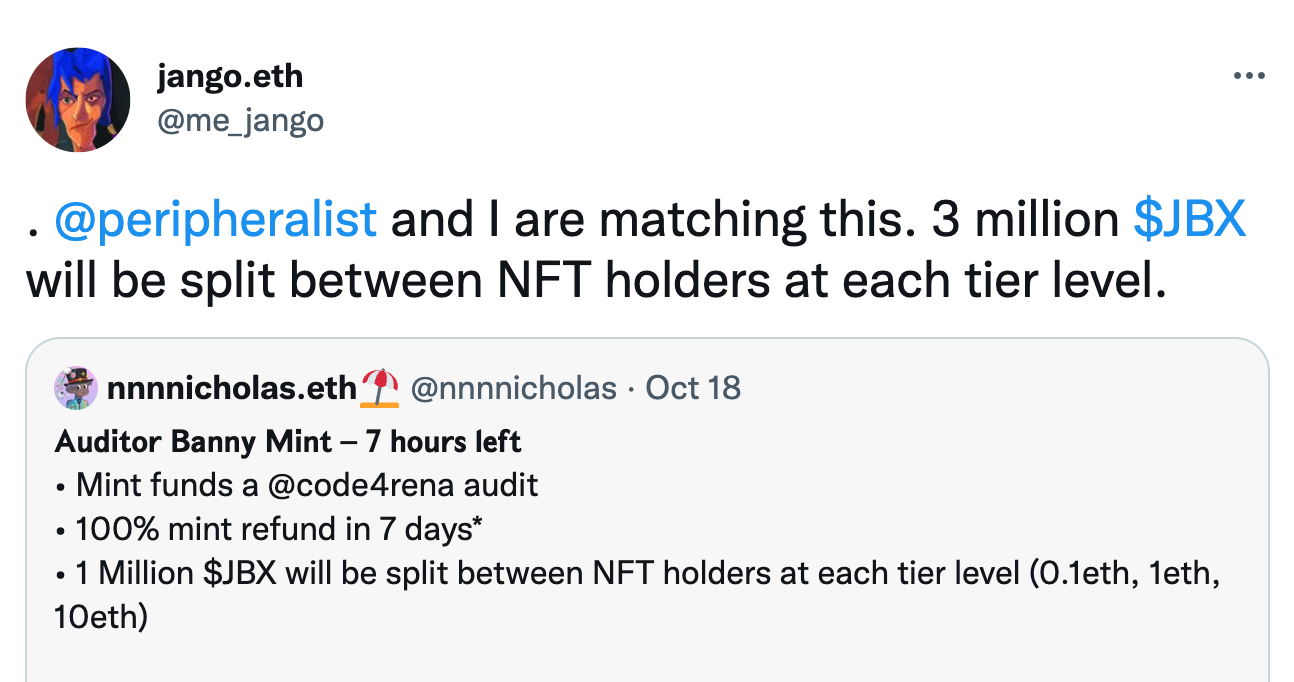 jango.eth
@me_jango
. @peripheralist and I are matching this. 3 million $JBX
will be split between NFT holders at each tier level.
nnnnicholas.eth⛱️ @nnnnicholas · Oct 18
Auditor Banny Mint – 7 hours left
• Mint funds a @code4rena audit
• 100% mint refund in 7 days*
• 1 Million $JBX will be split between NFT holders at each tier level (0.1eth, 1eth,
10eth)